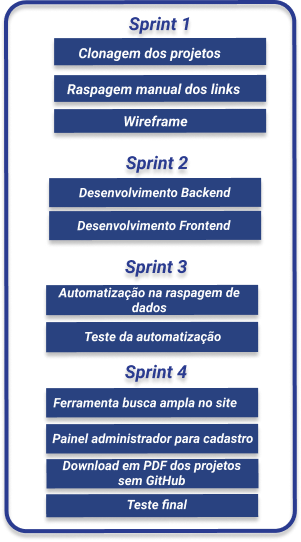 Sprint 1
Clonagem dos projetos
Raspagem manual dos links
Wireframe
Sprint 2
Desenvolvimento Backend
Desenvolvimento Frontend
Sprint 3
Automatização na raspagem de
dados
Teste da automatização
Sprint 4
Ferramenta busca ampla no site
Painel administrador para cadastro
Download em PDF dos projetos
sem GitHub
Teste final